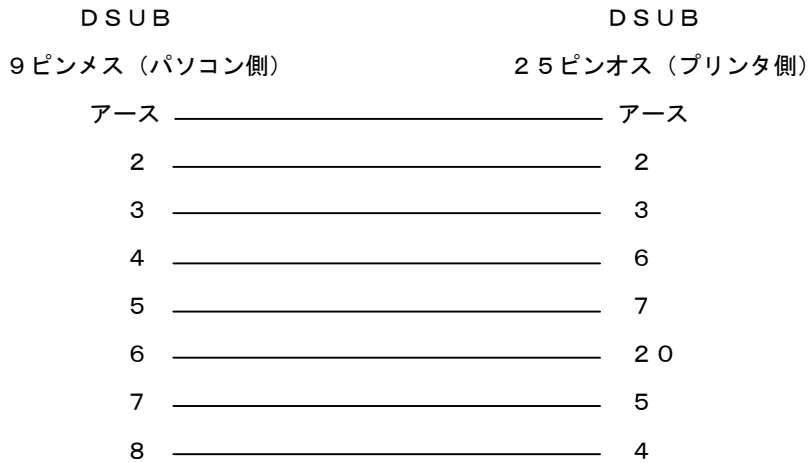 ＤＳＵＢ ＤＳＵＢ
９ピンメス（パソコン側） ２５ピンオス（プリンタ側）
アース アース
２ ２
３ ３
４ ６
５ ７
６ ２０
７ ５
８ ４